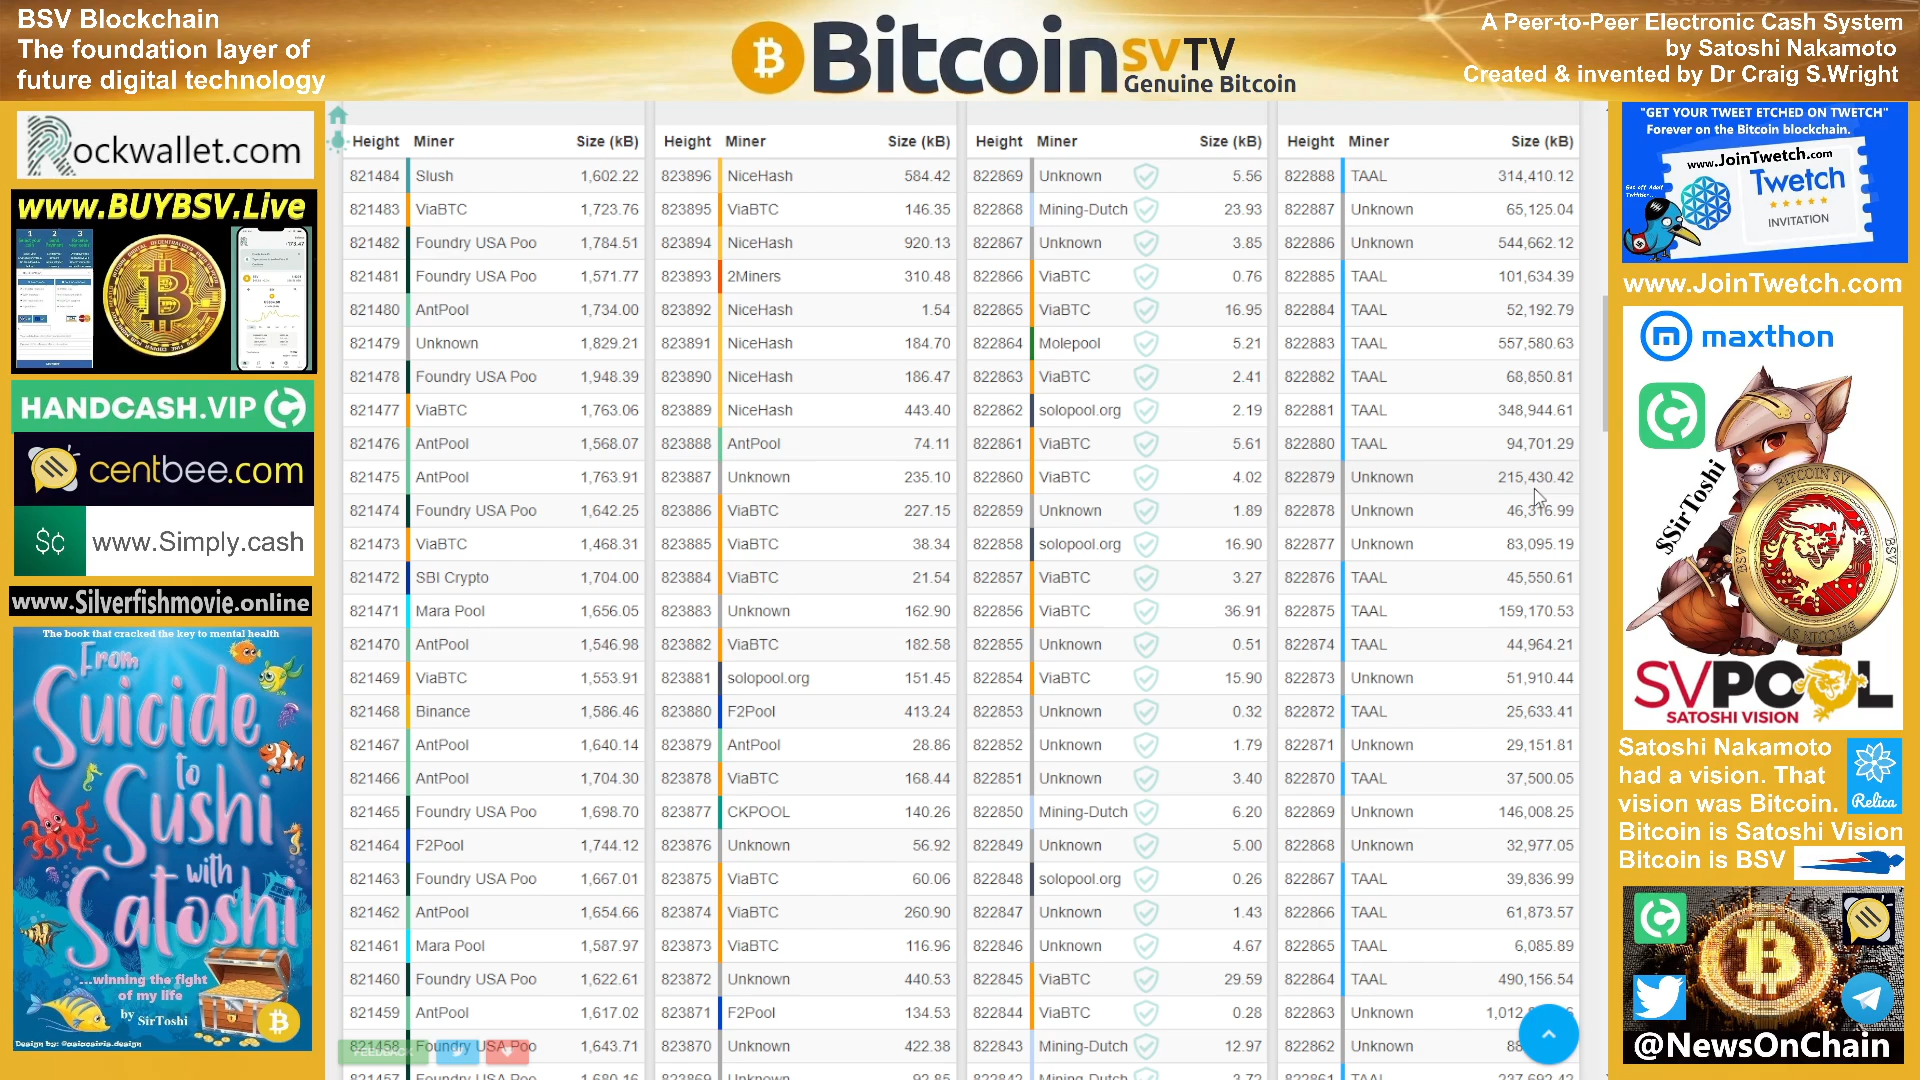 BSV Blockchain
The foundation layer of
future digital technology
Bitcoin SVTV
Genuine Bitcoin
A Peer-to-Peer Electronic Cash System
by Satoshi Nakamoto
Created & invented by Dr Craig S.Wright
Rockwallet.com
www.BUYBSV.Live
HANDCASH.VIP
centbee.com
$¢ www.Simply.cash
www.Silverfishmovie.online
The book that cracked the key to mental health
From
Suicide
to
Sushi
with
Satoshi
...winning the fight
of my life
by SirToshi
Height Miner Size (kB) Height Miner Size (kB) Height Miner Size (kB) Height Miner Size (kB)
821484 Slush 1,602.22 823896 NiceHash 584.42 822869 Unknown 5.56 822888 TAAL 314,410.12
821483 ViaBTC 1,723.76 823895 ViaBTC 146.35 822868 Mining-Dutch 23.93 822887 Unknown 65,125.04
821482 Foundry USA Poo 1,784.51 823894 NiceHash 920.13 822867 Unknown 3.85 822886 Unknown 544,662.12
821481 Foundry USA Poo 1,571.77 823893 2Miners 310.48 822866 ViaBTC 0.76 822885 TAAL 101,634.39
821480 AntPool 1,734.00 823892 NiceHash 1.54 822865 ViaBTC 16.95 822884 TAAL 52,192.79
821479 Unknown 1,829.21 823891 NiceHash 184.70 822864 Molepool 5.21 822883 TAAL 557,580.63
821478 Foundry USA Poo 1,948.39 823890 NiceHash 186.47 822863 ViaBTC 2.41 822882 TAAL 68,850.81
821477 ViaBTC 1,763.06 823889 NiceHash 443.40 822862 solopool.org 2.19 822881 TAAL 348,944.61
821476 AntPool 1,568.07 823888 AntPool 74.11 822861 ViaBTC 5.61 822880 TAAL 94,701.29
821475 AntPool 1,763.91 823887 Unknown 235.10 822860 ViaBTC 4.02 822879 Unknown 215,430.42
821474 Foundry USA Poo 1,642.25 823886 ViaBTC 227.15 822859 Unknown 1.89 822878 Unknown 46,316.99
821473 ViaBTC 1,468.31 823885 ViaBTC 38.34 822858 solopool.org 16.90 822877 Unknown 83,095.19
821472 SBI Crypto 1,704.00 823884 ViaBTC 21.54 822857 ViaBTC 3.27 822876 TAAL 45,550.61
821471 Mara Pool 1,656.05 823883 Unknown 162.90 822856 ViaBTC 36.91 822875 TAAL 159,170.53
821470 AntPool 1,546.98 823882 ViaBTC 182.58 822855 Unknown 0.51 822874 TAAL 44,964.21
821469 ViaBTC 1,553.91 823881 solopool.org 151.45 822854 ViaBTC 15.90 822873 Unknown 51,910.44
821468 Binance 1,586.46 823880 F2Pool 413.24 822853 Unknown 0.32 822872 TAAL 25,633.41
821467 AntPool 1,640.14 823879 AntPool 28.86 822852 Unknown 1.79 822871 Unknown 29,151.81
821466 AntPool 1,704.30 823878 ViaBTC 168.44 822851 Unknown 3.40 822870 TAAL 37,500.05
821465 Foundry USA Poo 1,698.70 823877 CKPOOL 140.26 822850 Mining-Dutch 6.20 822869 Unknown 146,008.25
821464 F2Pool 1,744.12 823876 Unknown 56.92 822849 Unknown 5.00 822868 Unknown 32,977.05
821463 Foundry USA Poo 1,667.01 823875 ViaBTC 60.06 822848 solopool.org 0.26 822867 TAAL 39,836.99
821462 AntPool 1,654.66 823874 ViaBTC 260.90 822847 Unknown 1.43 822866 TAAL 61,873.57
821461 Mara Pool 1,587.97 823873 ViaBTC 116.96 822846 Unknown 4.67 822865 TAAL 6,085.89
821460 Foundry USA Poo 1,622.61 823872 Unknown 440.53 822845 ViaBTC 29.59 822864 TAAL 490,156.54
821459 AntPool 1,617.02 823871 F2Pool 134.53 822844 ViaBTC 0.28 822863 Unknown
821458 Foundry USA Poo 1,643.71 823870 Unknown 422.38 822843 Mining-Dutch 12.97 822862 Unknown
821457 Foundry USA Poo 1,680.16 823869 Unknown 92.85 822842 Mining-Dutch 3.72 822861 TAAL 237,692.42
FEEDBACK
"GET YOUR TWEET ETCHED ON TWETCH"
Forever on the Bitcoin blockchain.
www.JoinTwetch.com
Twetch
INVITATION
www.JoinTwetch.com
maxthon
$SirToshi
BITCOIN SV
BSV
SVPOOL
SATOSHI VISION
Satoshi Nakamoto
had a vision. That
vision was Bitcoin.
Relica
Bitcoin is Satoshi Vision
Bitcoin is BSV
@NewsOnChain